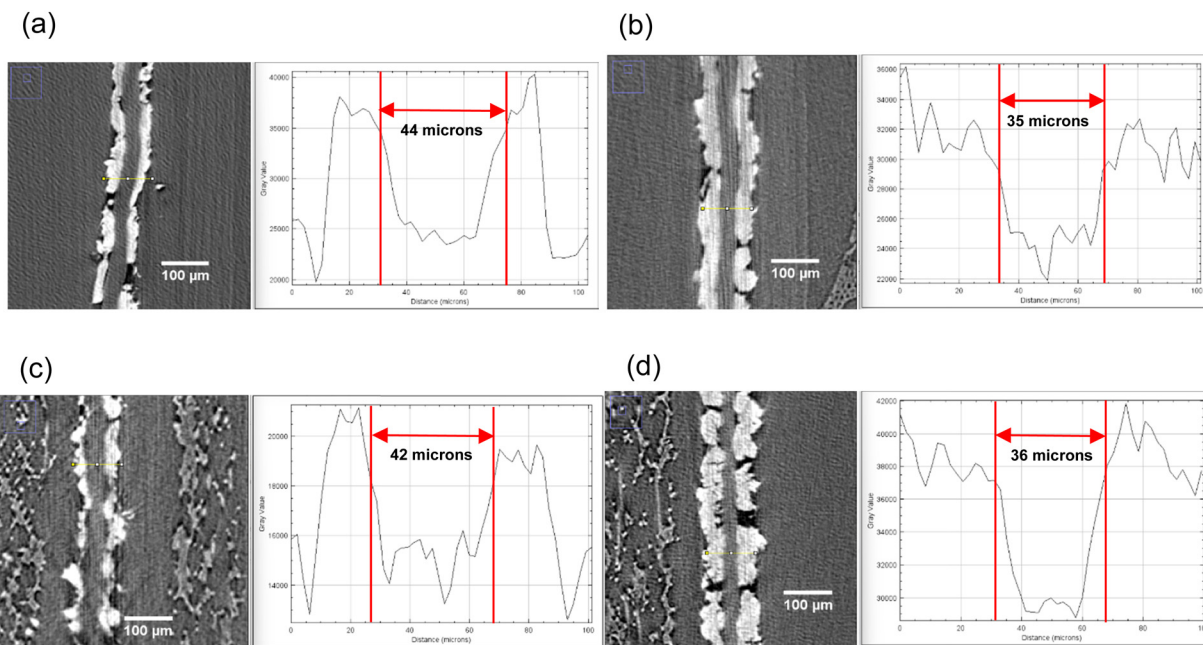 (a)
100 µm
40000
35000
30000
25000
20000
Gray Value
44 microns
0
20
40
60
80
100
Distance (microns)
(b)
100 µm
36000
34000
32000
30000
28000
26000
24000
22000
Gray Value
35 microns
0
20
40
60
80
100
Distance (microns)
(c)
100 µm
20000
18000
16000
14000
Gray Value
42 microns
0
20
40
60
80
100
Distance (microns)
(d)
100 µm
42000
40000
38000
36000
34000
32000
30000
Gray Value
36 microns
0
20
40
60
80
100
Distance (microns)